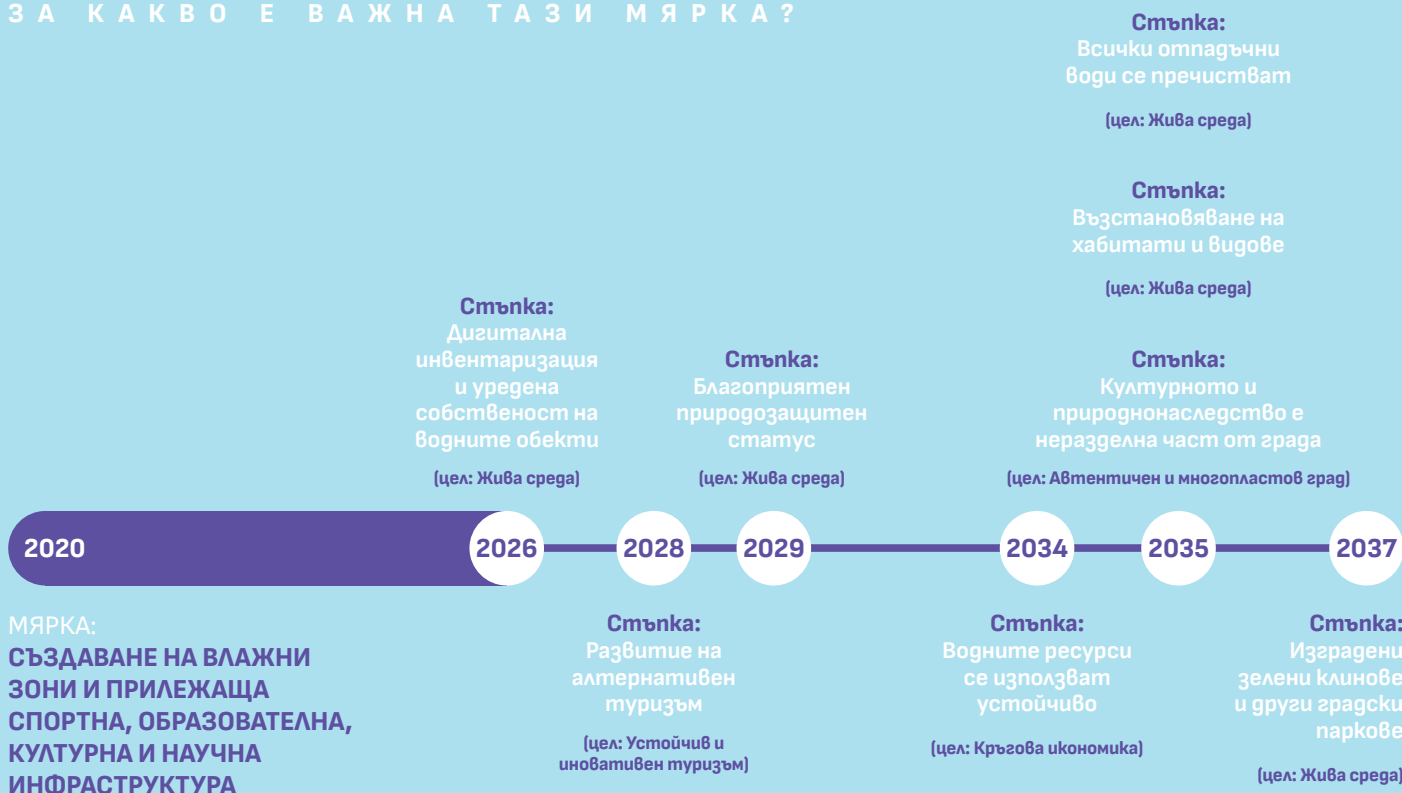 ЗА КАКВО Е ВАЖНА ТАЗИ МЯРКА?
Стъпка:
Всички отпадъчни
води се пречистват
(цел: Жива среда)
Стъпка:
Възстановяване на
хабитати и видове
(цел: Жива среда)
Стъпка:
Дигитална
инвентаризация
и уредена
собственост на
водните обекти
(цел: Жива среда)
Стъпка:
Благоприятен
природозащитен
статус
(цел: Жива среда)
Стъпка:
Културното и
природнонаследство е
неразделна част от града
(цел: Автентичен и многопластов град)
2020
2026
2028
2029
2034
2035
2037
МЯРКА:
СЪЗДАВАНЕ НА ВЛАЖНИ
ЗОНИ И ПРИЛЕЖАЩА
СПОРТНА, ОБРАЗОВАТЕЛНА,
КУЛТУРНА И НАУЧНА
ИНФРАСТРУКТУРА
Стъпка:
Развитие на
алтернативен
туризъм
(цел: Устойчив и
иновативен туризъм)
Стъпка:
Водните ресурси
се използват
устойчиво
(цел: Кръгова икономика)
Стъпка:
Изградени
зелени клинове
и други градски
паркове
(цел: Жива среда)